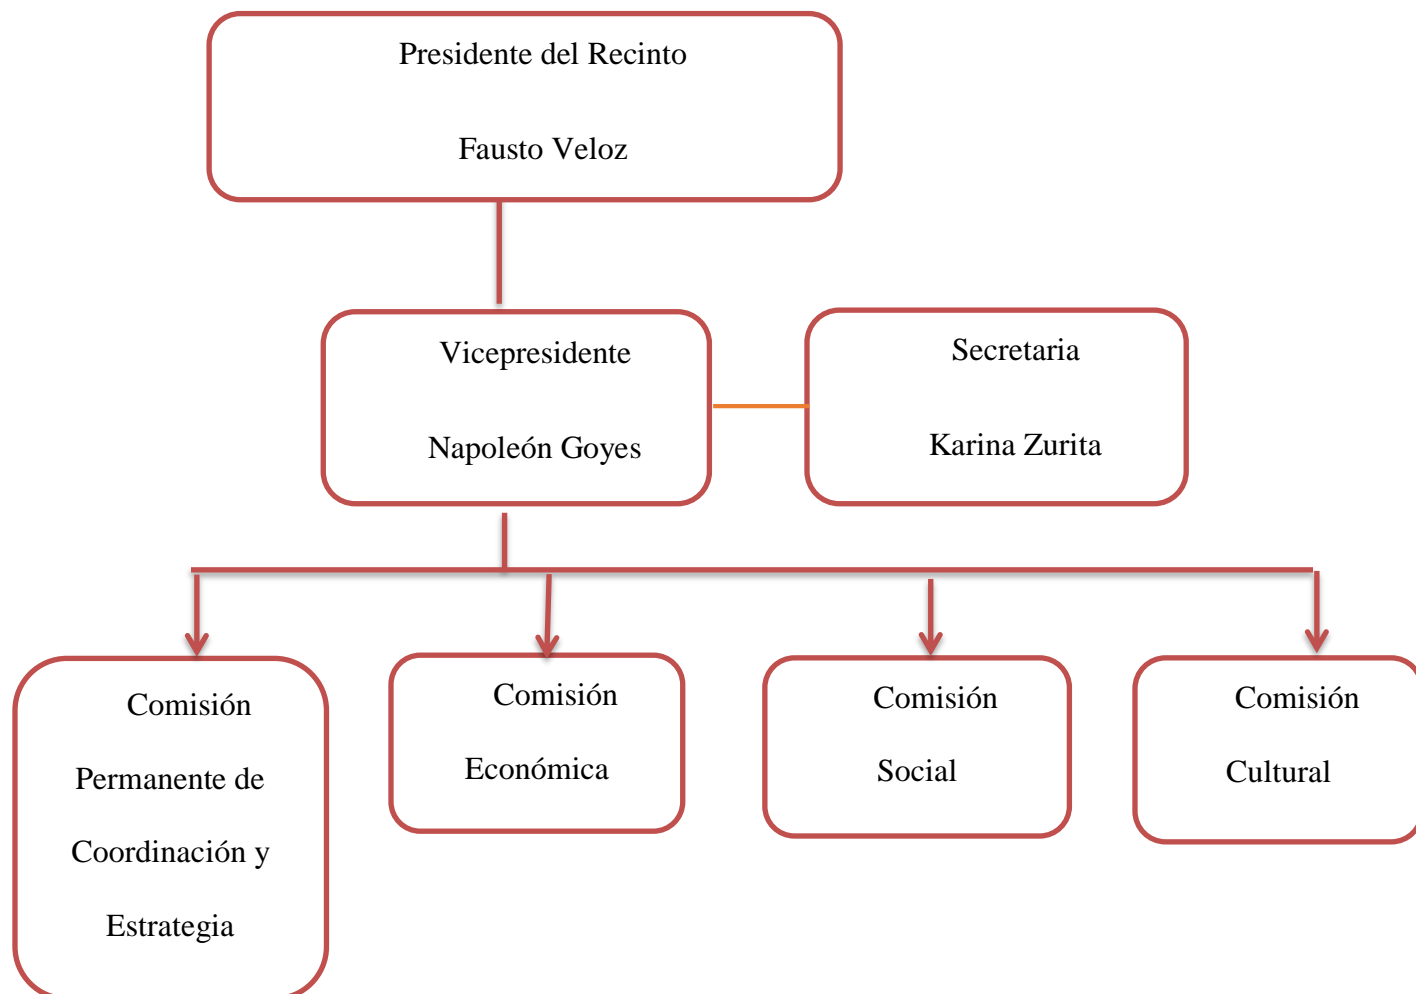 Presidente del Recinto
Fausto Veloz
Vicepresidente
Napoleón Goyes
Secretaria
Karina Zurita
Comisión
Permanente de
Coordinación y
Estrategia
Comisión
Económica
Comisión
Social
Comisión
Cultural